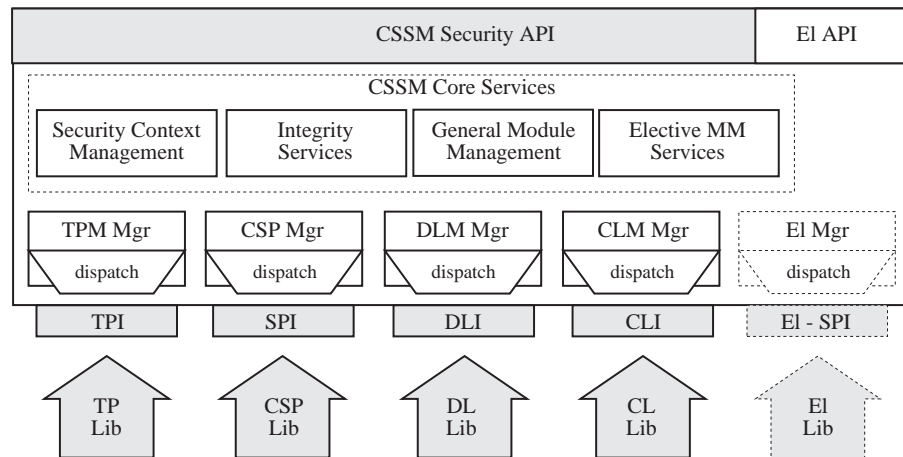 CSSM Security API El API
CSSM Core Services
Security Context Integrity General Module Elective MM
Management Services Management Services
TPM Mgr CSP Mgr DLM Mgr CLM Mgr El Mgr
dispatch dispatch dispatch dispatch dispatch
TPI SPI DLI CLI El - SPI
TP CSP DL CL El
Lib Lib Lib Lib Lib